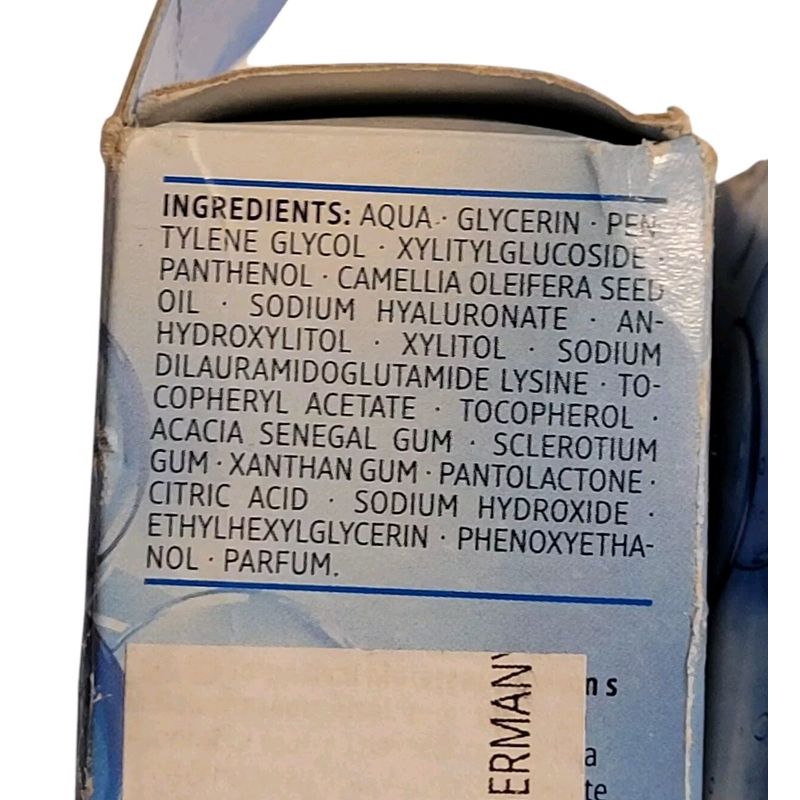 INGREDIENTS: AQUA · GLYCERIN · PEN-
TYLENE GLYCOL · XYLITYLGLUCOSIDE ·
PANTHENOL · CAMELLIA OLEIFERA SEED
OIL · SODIUM HYALURONATE · AN-
HYDROXYLITOL · XYLITOL · SODIUM
DILAURAMIDOGLUTAMIDE LYSINE · TO-
COPHERYL ACETATE · TOCOPHEROL ·
ACACIA SENEGAL GUM · SCLEROTIUM
GUM · XANTHAN GUM · PANTOLACTONE ·
CITRIC ACID · SODIUM HYDROXIDE ·
ETHYLHEXYLGLYCERIN · PHENOXYETHA-
NOL · PARFUM.
ERMANY